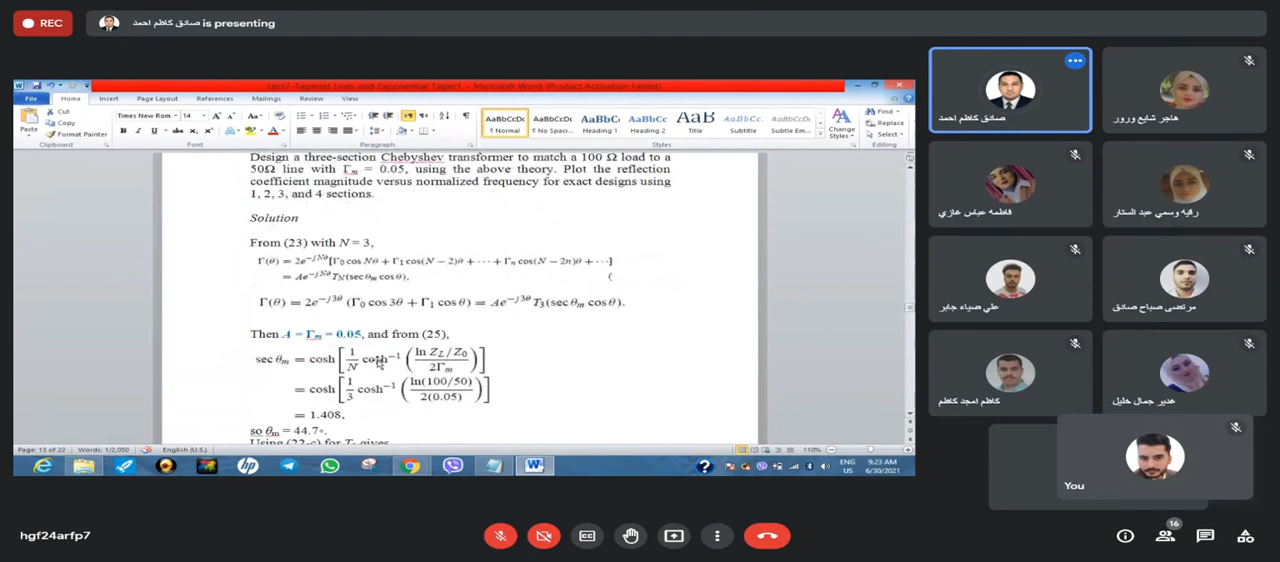 REC
صادق كاظم احمد is presenting
Lect7-Tapered Lines and Exponential Taper1 - Microsoft Word (Product Activation Failed)
File Home Insert Page Layout References Mailings Review View
Cut
Copy
Format Painter
Paste
Clipboard
Times New Rom 14
Font
Paragraph
AaBbCcDc AaBbCcDc AaBbC AaBbCc AaB AaBbCc. AaBbCcDc
1 Normal 1 No Spaci... Heading 1 Heading 2 Title Subtitle Subtle Em...
Styles
Change Styles
Find
Replace
Select
Editing
Design a three-section Chebyshev transformer to match a 100 Ω load to a
50Ω line with Γm = 0.05, using the above theory. Plot the reflection
coefficient magnitude versus normalized frequency for exact designs using
1, 2, 3, and 4 sections.
Solution
From (23) with N = 3,
Γ(θ) = 2e^−jNθ[Γ0 cos Nθ + Γ1 cos(N − 2)θ + ··· + Γn cos(N − 2n)θ + ···]
= Ae^−jNθ TN(sec θm cos θ), (
Γ(θ) = 2e^−j3θ (Γ0 cos 3θ + Γ1 cos θ) = Ae^−j3θ T3(sec θm cos θ).
Then A = Γm = 0.05, and from (25),
sec θm = cosh [1/N cosh^−1 (ln ZL/Z0 / 2Γm)]
= cosh [1/3 cosh^−1 (ln(100/50) / 2(0.05))]
= 1.408,
so θm = 44.7°.
Page: 13 of 22 Words: 1/2,050 English (U.S.) 110%
ENG 9:23 AM
US 6/30/2021
صادق كاظم احمد
هاجر شايع ورور
فاطمه عباس غازي
رقيه وسمي عبد الستار
علي ضياء جابر
مرتضى صباح صادق
كاظم امجد كاظم
غدير جمال خليل
You
hgf24arfp7
16